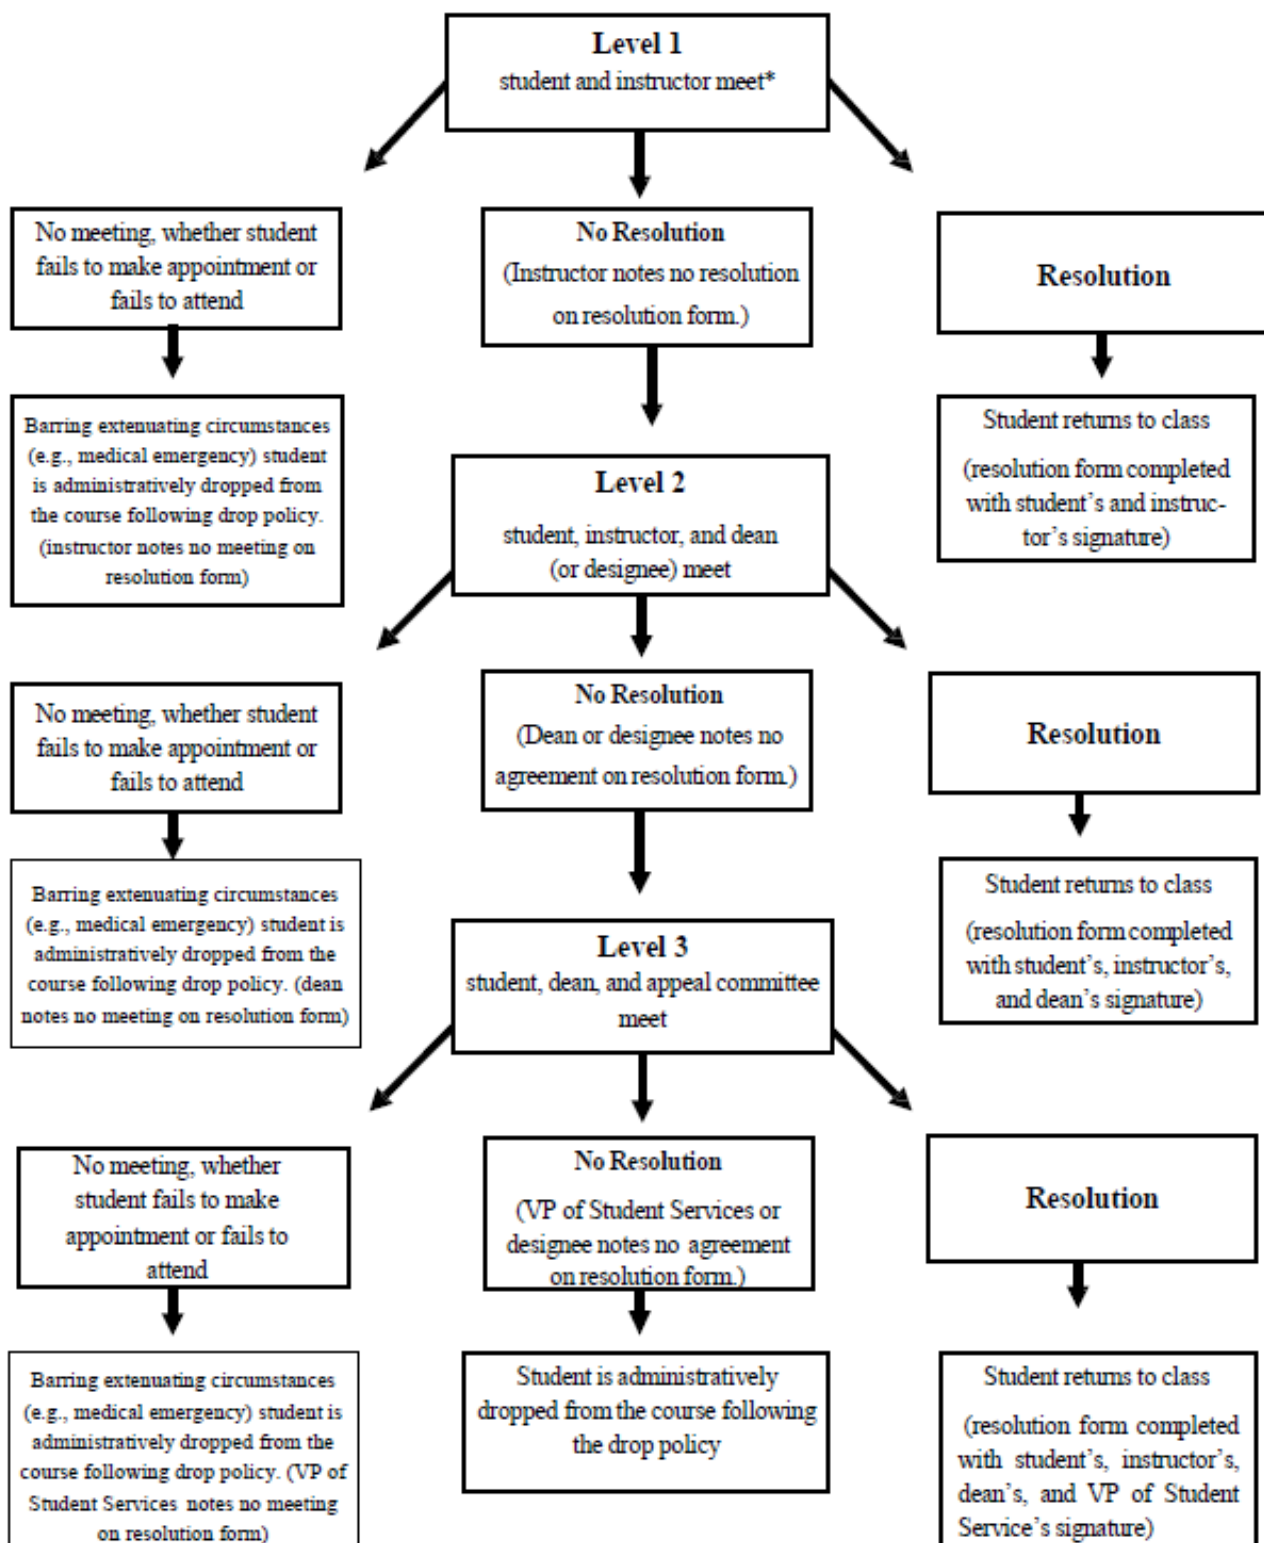 Level 1
student and instructor meet*
No meeting, whether student
fails to make appointment or
fails to attend
No Resolution
(Instructor notes no resolution
on resolution form.)
Resolution
Barring extenuating circumstances
(e.g., medical emergency) student
is administratively dropped from
the course following drop policy.
(instructor notes no meeting on
resolution form)
Student returns to class
(resolution form completed
with student's and instruc-
tor's signature)
Level 2
student, instructor, and dean
(or designee) meet
No meeting, whether student
fails to make appointment or
fails to attend
No Resolution
(Dean or designee notes no
agreement on resolution form.)
Resolution
Barring extenuating circumstances
(e.g., medical emergency) student is
administratively dropped from the
course following drop policy. (dean
notes no meeting on resolution form)
Student returns to class
(resolution form completed
with student's, instructor's,
and dean's signature)
Level 3
student, dean, and appeal committee
meet
No meeting, whether
student fails to make
appointment or fails to
attend
No Resolution
(VP of Student Services or
designee notes no agreement
on resolution form.)
Resolution
Barring extenuating circumstances
(e.g., medical emergency) student is
administratively dropped from the
course following drop policy. (VP of
Student Services notes no meeting
on resolution form)
Student is administratively
dropped from the course following
the drop policy
Student returns to class
(resolution form completed
with student's, instructor's,
dean's, and VP of Student
Service's signature)